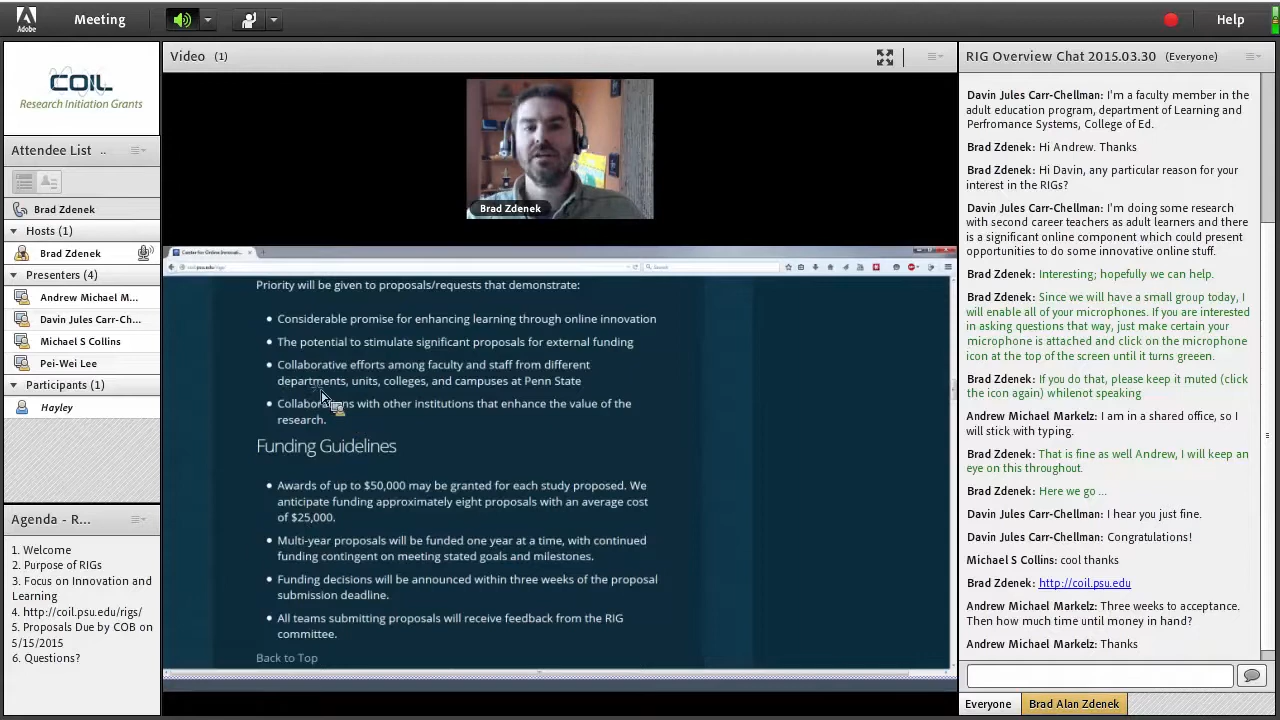 Adobe
Meeting
Help
COIL
Research Initiation Grants
Attendee List ..
Brad Zdenek
Hosts (1)
Brad Zdenek
Presenters (4)
Andrew Michael M...
Davin Jules Carr-Ch...
Michael S Collins
Pei-Wei Lee
Participants (1)
Hayley
Agenda - R...
1. Welcome
2. Purpose of RIGs
3. Focus on Innovation and
Learning
4. http://coil.psu.edu/rigs/
5. Proposals Due by COB on
5/15/2015
6. Questions?
Video (1)
Brad Zdenek
Center for Online Innovati...
coil.psu.edu/rigs/
Search
Priority will be given to proposals/requests that demonstrate:
Considerable promise for enhancing learning through online innovation
The potential to stimulate significant proposals for external funding
Collaborative efforts among faculty and staff from different
departments, units, colleges, and campuses at Penn State
with other institutions that enhance the value of the
research.
Funding Guidelines
Awards of up to $50,000 may be granted for each study proposed. We
anticipate funding approximately eight proposals with an average cost
of $25,000.
Multi-year proposals will be funded one year at a time, with continued
funding contingent on meeting stated goals and milestones.
Funding decisions will be announced within three weeks of the proposal
submission deadline.
All teams submitting proposals will receive feedback from the RIG
committee.
Back to Top
RIG Overview Chat 2015.03.30 (Everyone)
Davin Jules Carr-Chellman: I'm a faculty member in the
adult education program, department of Learning and
Perfromance Systems, College of Ed.
Brad Zdenek: Hi Andrew. Thanks
Brad Zdenek: Hi Davin, any particular reason for your
interest in the RIGs?
Davin Jules Carr-Chellman: I'm doing some research
with second career teachers as adult learners and there
is a significant online component which could present
opportunities to do some innovative online stuff.
Brad Zdenek: Interesting; hopefully we can help.
Brad Zdenek: Since we will have a small group today, I
will enable all of your microphones. If you are interested
in asking questions that way, just make certain your
microphone is attached and click on the microphone
icon at the top of the screen until it turns greeen.
Brad Zdenek: If you do that, please keep it muted (click
the icon again) whilenot speaking
Andrew Michael Markelz: I am in a shared office, so I
will stick with typing.
Brad Zdenek: That is fine as well Andrew, I will keep an
eye on this throughout.
Brad Zdenek: Here we go ...
Davin Jules Carr-Chellman: I hear you just fine.
Davin Jules Carr-Chellman: Congratulations!
Michael S Collins: cool thanks
Brad Zdenek: http://coil.psu.edu
Andrew Michael Markelz: Three weeks to acceptance.
Then how much time until money in hand?
Andrew Michael Markelz: Thanks
Everyone
Brad Alan Zdenek